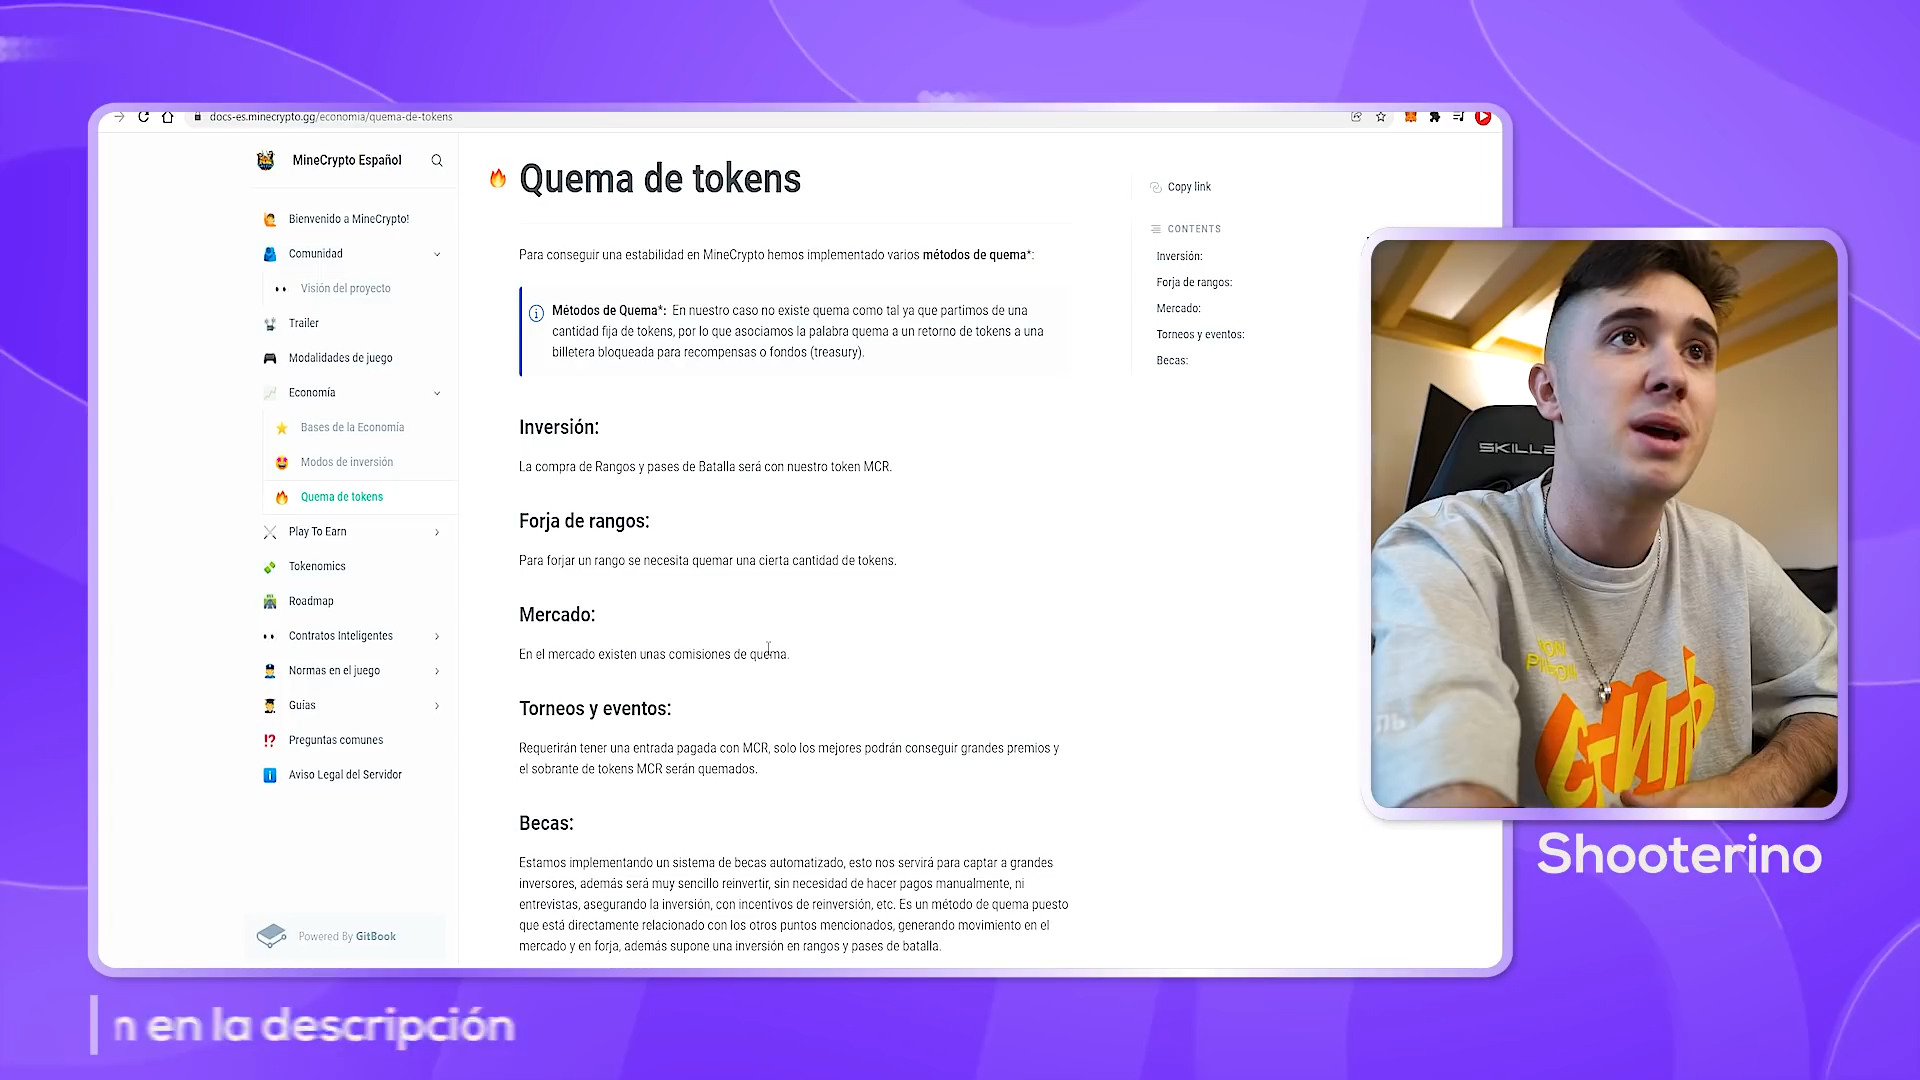 docs-es.minecrypto.gg/economia/quema-de-tokens
MineCrypto Español
Bienvenido a MineCrypto!
Comunidad
Visión del proyecto
Trailer
Modalidades de juego
Economía
Bases de la Economía
Modos de inversión
Quema de tokens
Play To Earn
Tokenomics
Roadmap
Contratos Inteligentes
Normas en el juego
Guías
Preguntas comunes
Aviso Legal del Servidor
Powered By GitBook
Quema de tokens
Para conseguir una estabilidad en MineCrypto hemos implementado varios métodos de quema*:
Métodos de Quema*: En nuestro caso no existe quema como tal ya que partimos de una
cantidad fija de tokens, por lo que asociamos la palabra quema a un retorno de tokens a una
billetera bloqueada para recompensas o fondos (treasury).
Inversión:
La compra de Rangos y pases de Batalla será con nuestro token MCR.
Forja de rangos:
Para forjar un rango se necesita quemar una cierta cantidad de tokens.
Mercado:
En el mercado existen unas comisiones de quema.
Torneos y eventos:
Requerirán tener una entrada pagada con MCR, solo los mejores podrán conseguir grandes premios y
el sobrante de tokens MCR serán quemados.
Becas:
Estamos implementando un sistema de becas automatizado, esto nos servirá para captar a grandes
inversores, además será muy sencillo reinvertir, sin necesidad de hacer pagos manualmente, ni
entrevistas, asegurando la inversión, con incentivos de reinversión, etc. Es un método de quema puesto
que está directamente relacionado con los otros puntos mencionados, generando movimiento en el
mercado y en forja, además supone una inversión en rangos y pases de batalla.
Copy link
CONTENTS
Inversión:
Forja de rangos:
Mercado:
Torneos y eventos:
Becas:
СТИЛЬ
Shooterino
n en la descripción